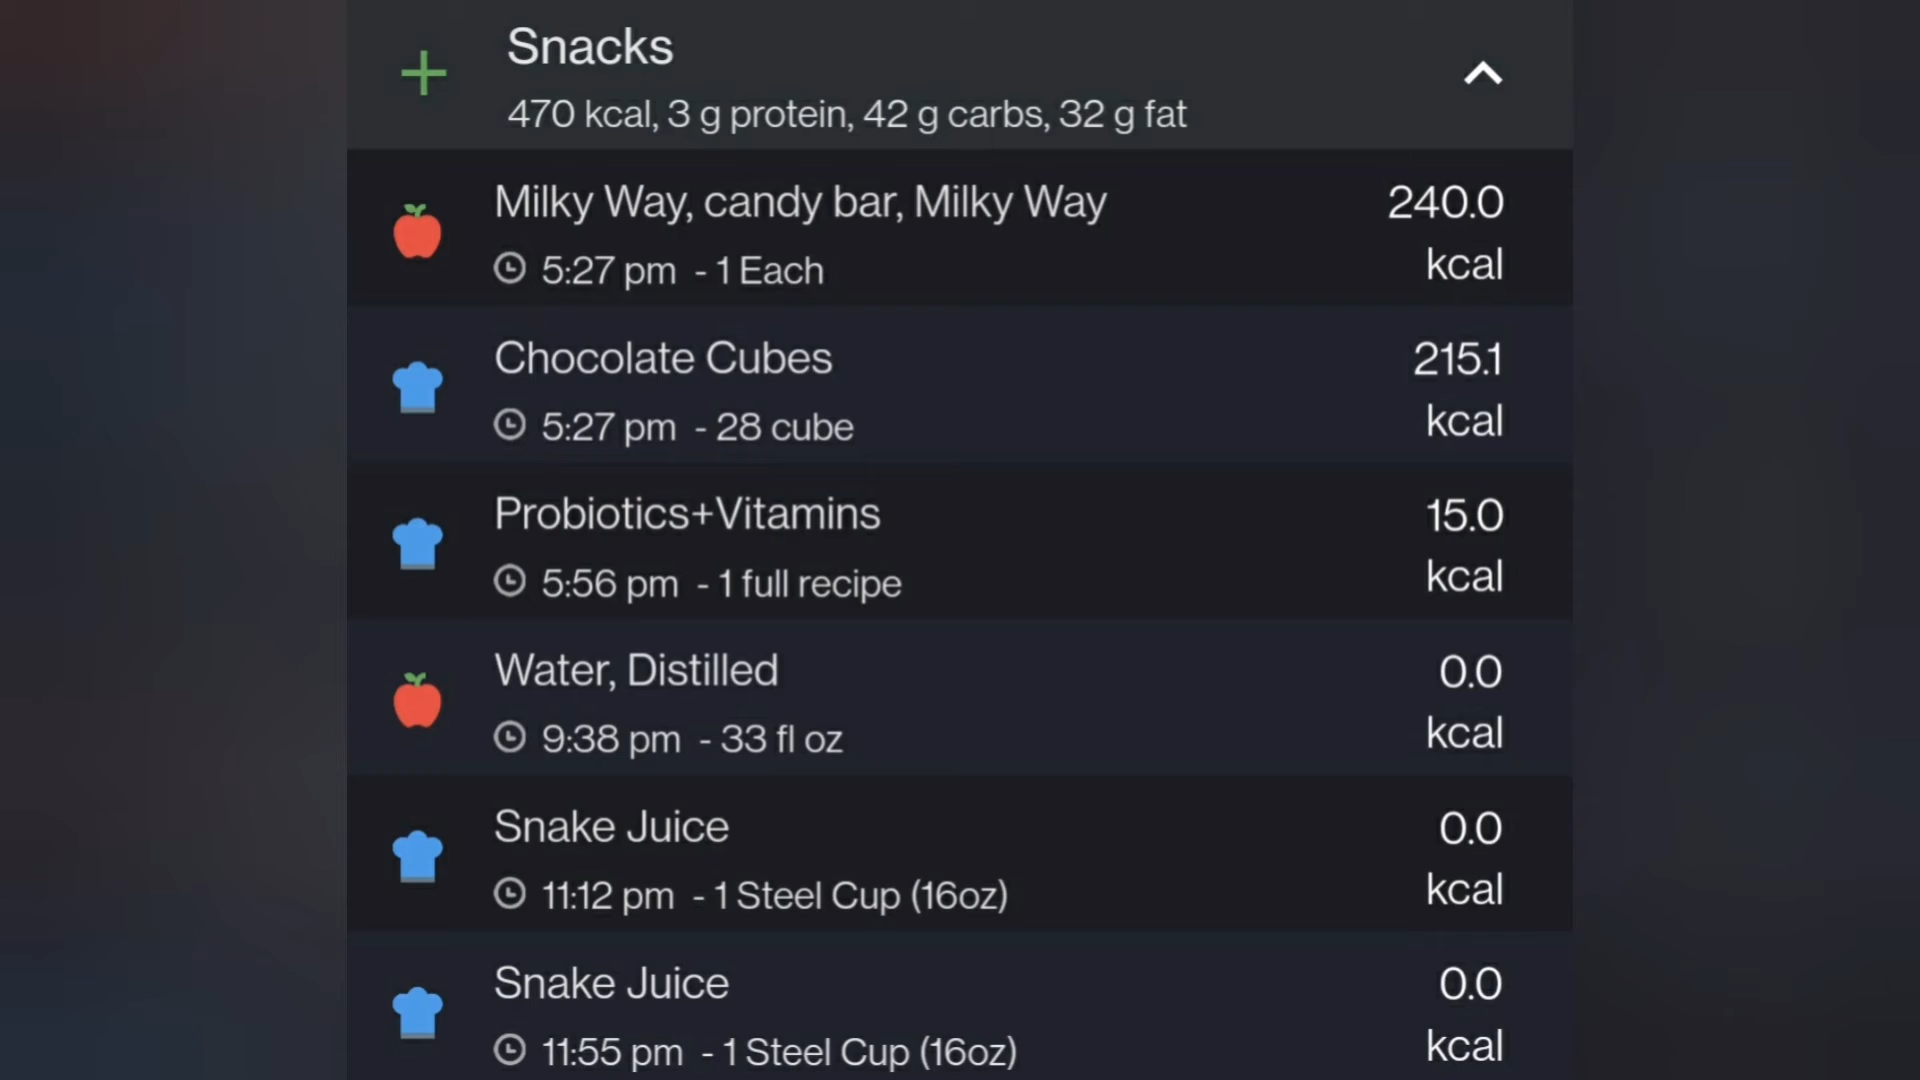 Snacks
470 kcal, 3 g protein, 42 g carbs, 32 g fat
Milky Way, candy bar, Milky Way
240.0
5:27 pm - 1 Each
kcal
Chocolate Cubes
215.1
5:27 pm - 28 cube
kcal
Probiotics+Vitamins
15.0
5:56 pm - 1 full recipe
kcal
Water, Distilled
0.0
9:38 pm - 33 fl oz
kcal
Snake Juice
0.0
11:12 pm - 1 Steel Cup (16oz)
kcal
Snake Juice
0.0
11:55 pm - 1 Steel Cup (16oz)
kcal